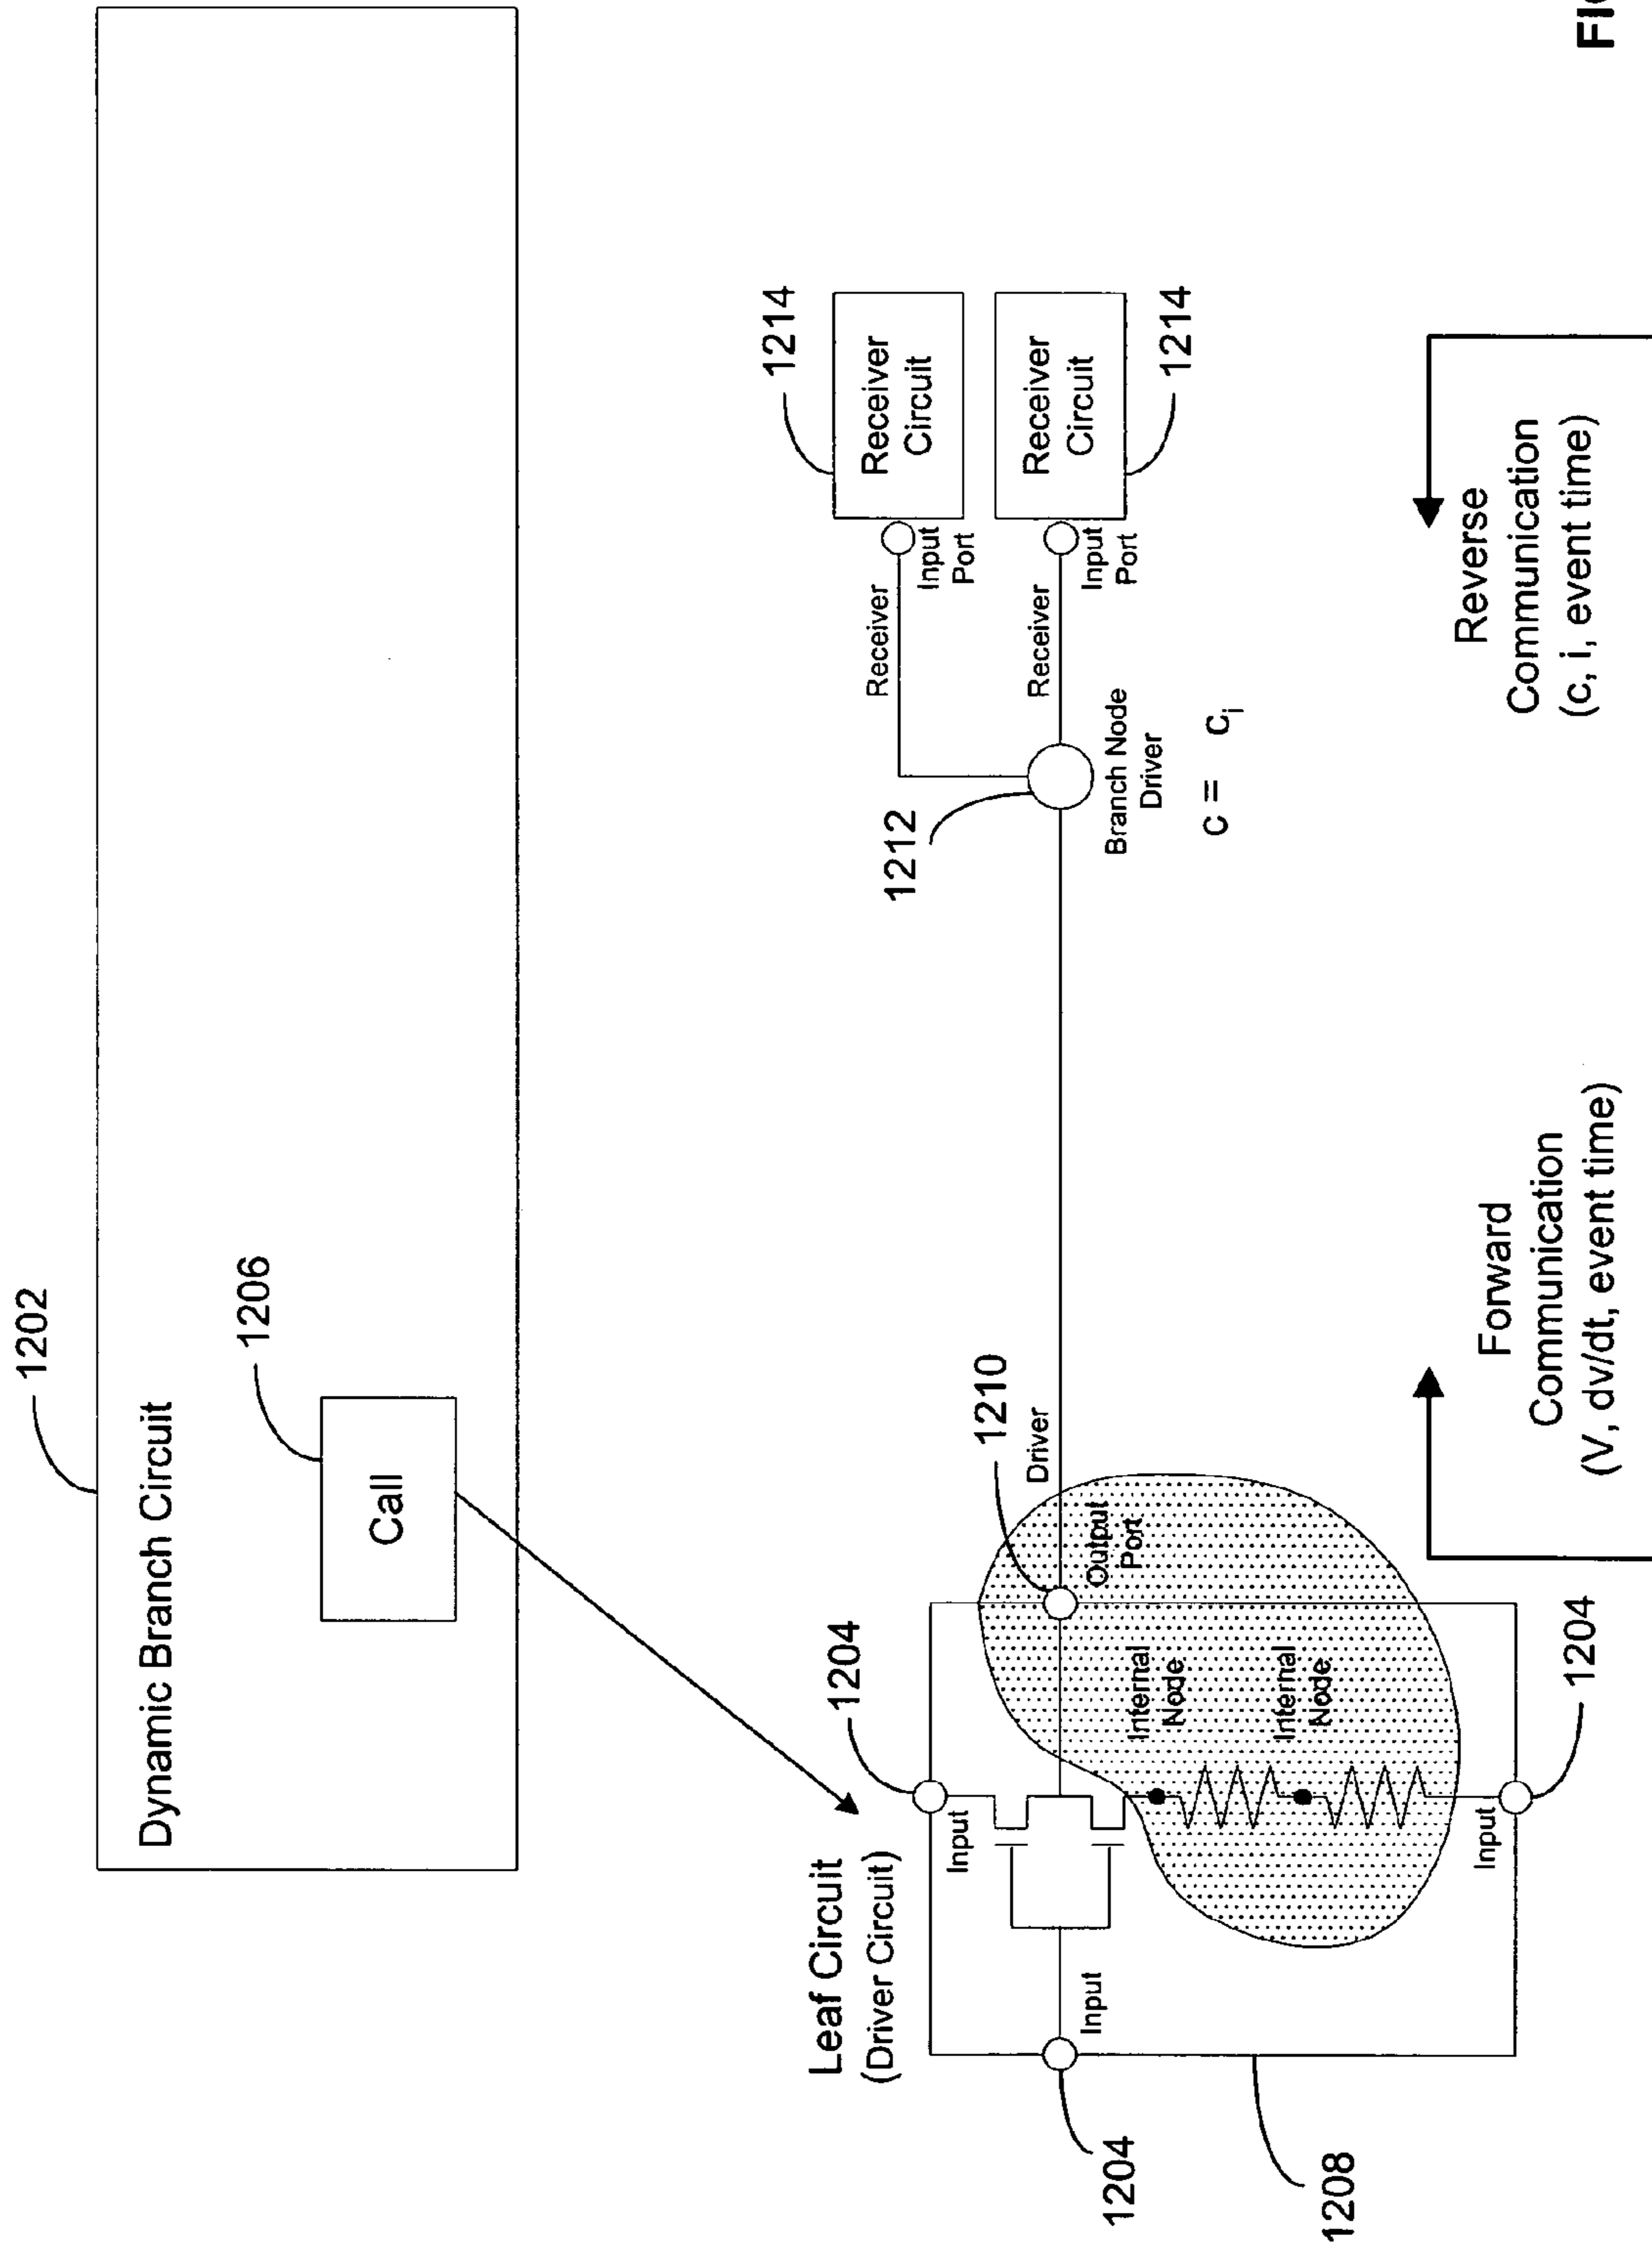 1202
Dynamic Branch Circuit
1206
Call
Leaf Circuit
(Driver Circuit)
1204
Input
1204
Input
1208
Input
1204
Internal
Node
Internal
Node
Output
Port
1210
Driver
1212
Branch Node
Driver
c = cᵢ
Receiver
Receiver
Input
Port
Input
Port
Receiver
Circuit
1214
Receiver
Circuit
1214
Forward
Communication
(V, dv/dt, event time)
Reverse
Communication
(c, i, event time)